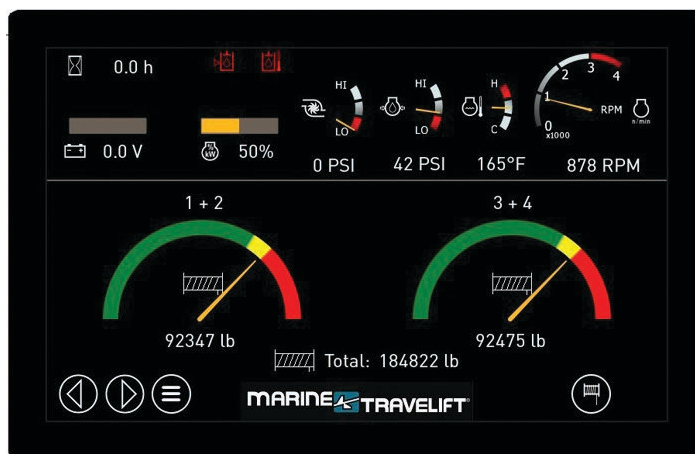 0.0 h
0.0 V
50%
kW
HI
LO
0 PSI
HI
LO
42 PSI
H
C
165°F
0
1
2
3
4
x1000
RPM
n/min
878 RPM
1 + 2
92347 lb
3 + 4
92475 lb
Total: 184822 lb
MARINE TRAVELIFT®